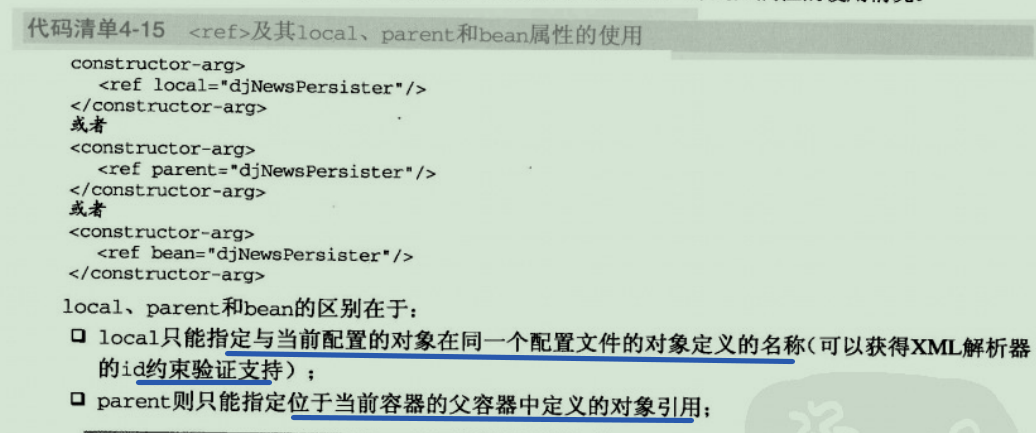 代码清单4-15 <ref>及其local、parent和bean属性的使用
constructor-arg>
<ref local="djNewsPersister"/>
</constructor-arg>
或者
<constructor-arg>
<ref parent="djNewsPersister"/>
</constructor-arg>
或者
<constructor-arg>
<ref bean="djNewsPersister"/>
</constructor-arg>
local、parent和bean的区别在于:
❑ local只能指定与当前配置的对象在同一个配置文件的对象定义的名称(可以获得XML解析器
的id约束验证支持);
❑ parent则只能指定位于当前容器的父容器中定义的对象引用;